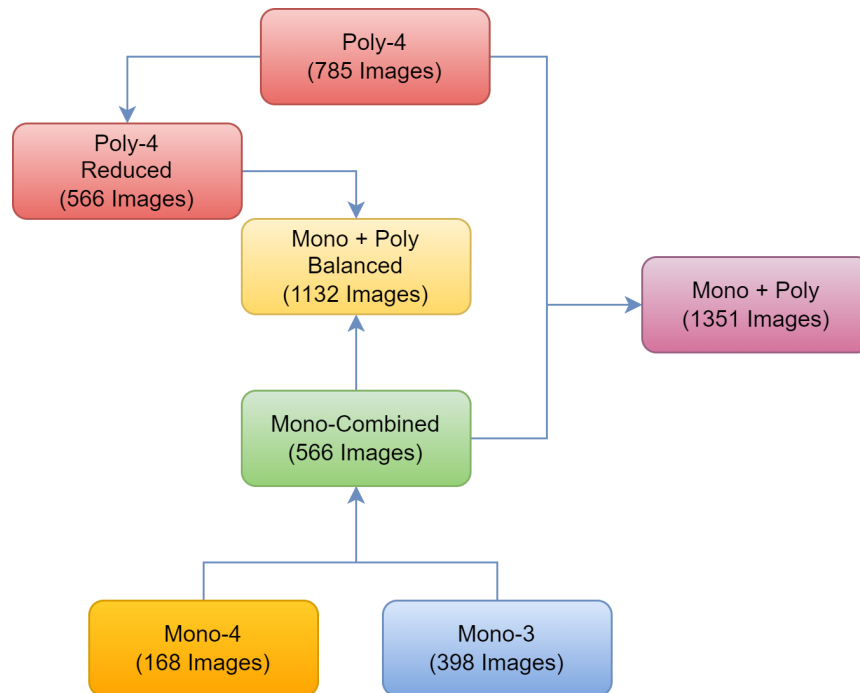 Poly-4
(785 Images)
Poly-4
Reduced
(566 Images)
Mono + Poly
Balanced
(1132 Images)
Mono + Poly
(1351 Images)
Mono-Combined
(566 Images)
Mono-4
(168 Images)
Mono-3
(398 Images)